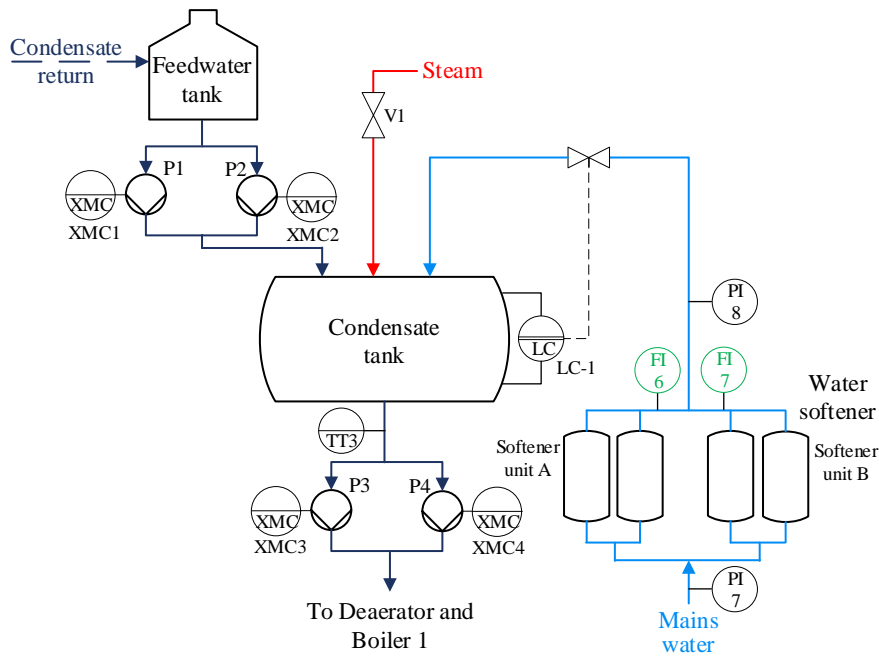 Condensate
return
Feedwater
tank
Steam
V1
P1
P2
XMC
XMC1
XMC
XMC2
Condensate
tank
LC
LC-1
PI
8
FI
6
FI
7
Water
softener
TT3
Softener
unit A
Softener
unit B
P3
P4
XMC
XMC3
XMC
XMC4
PI
7
To Deaerator and
Boiler 1
Mains
water